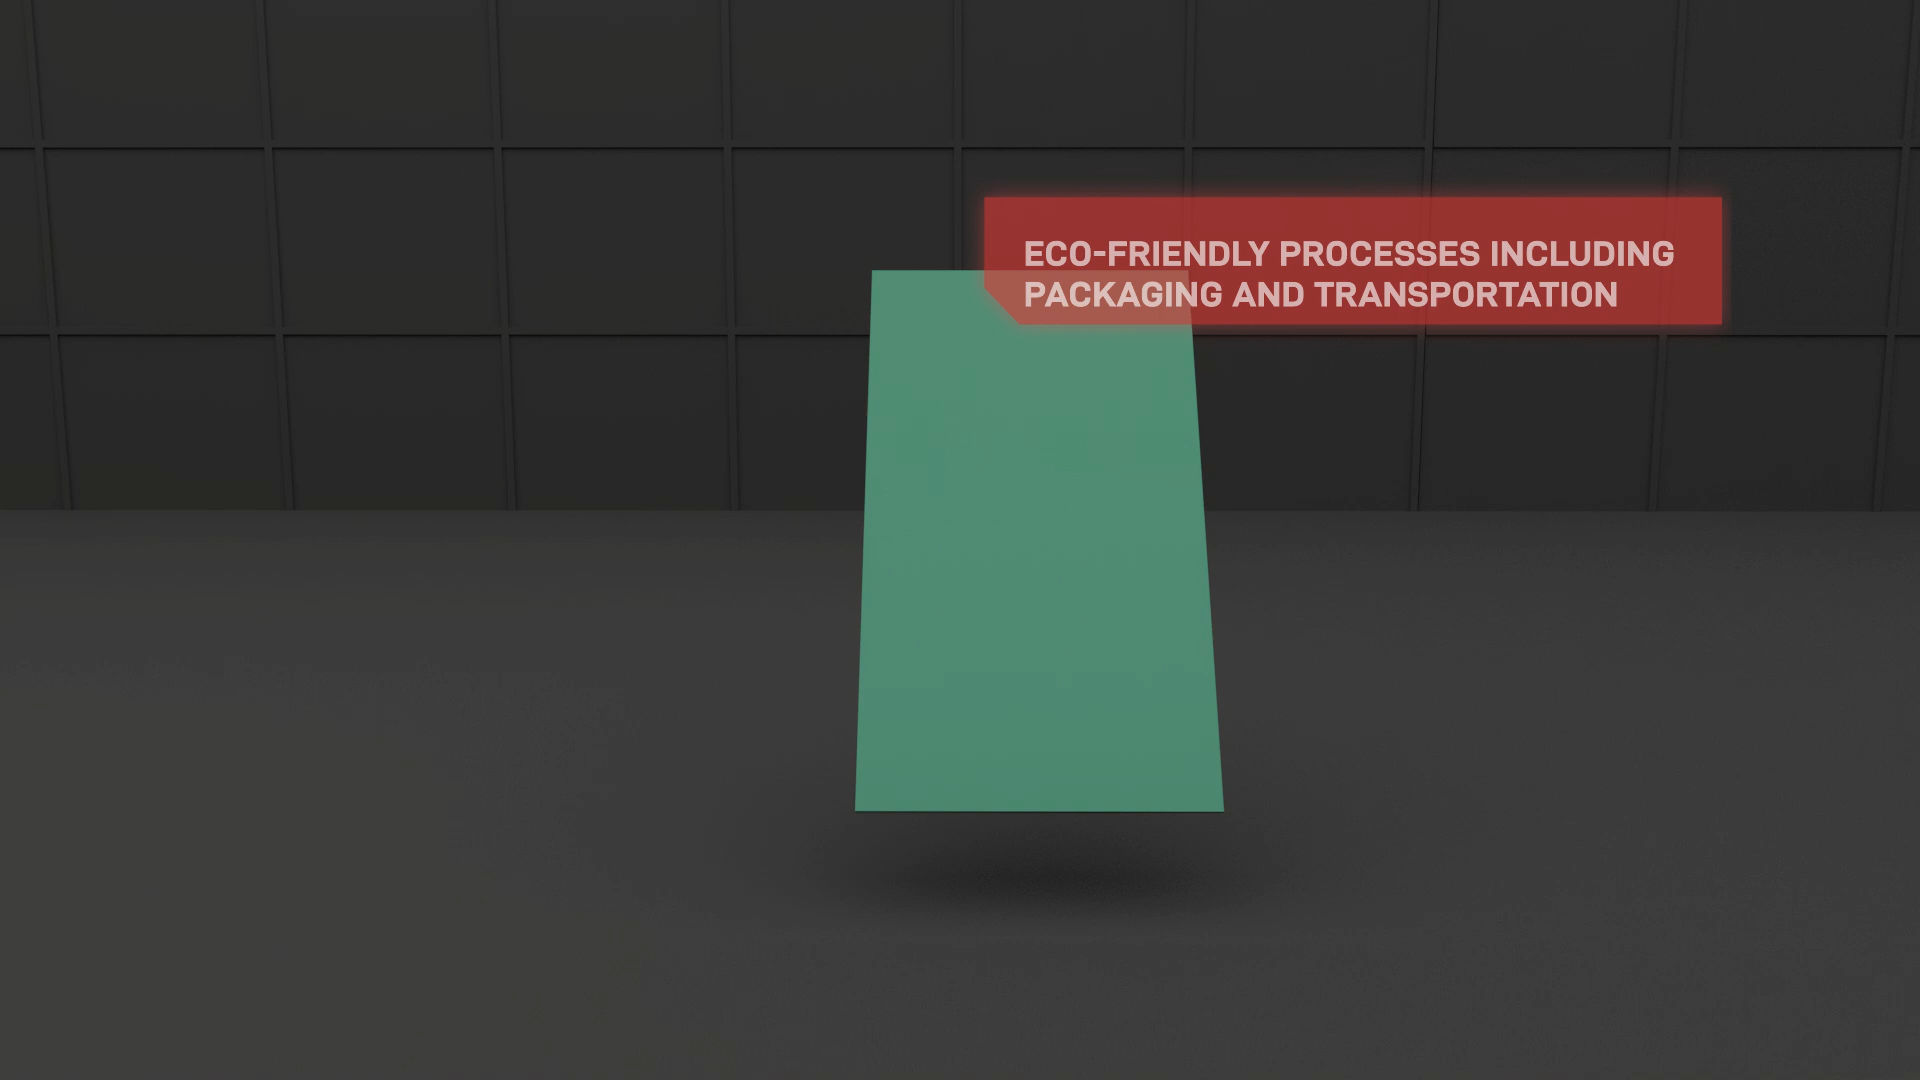 ECO-FRIENDLY PROCESSES INCLUDING
PACKAGING AND TRANSPORTATION